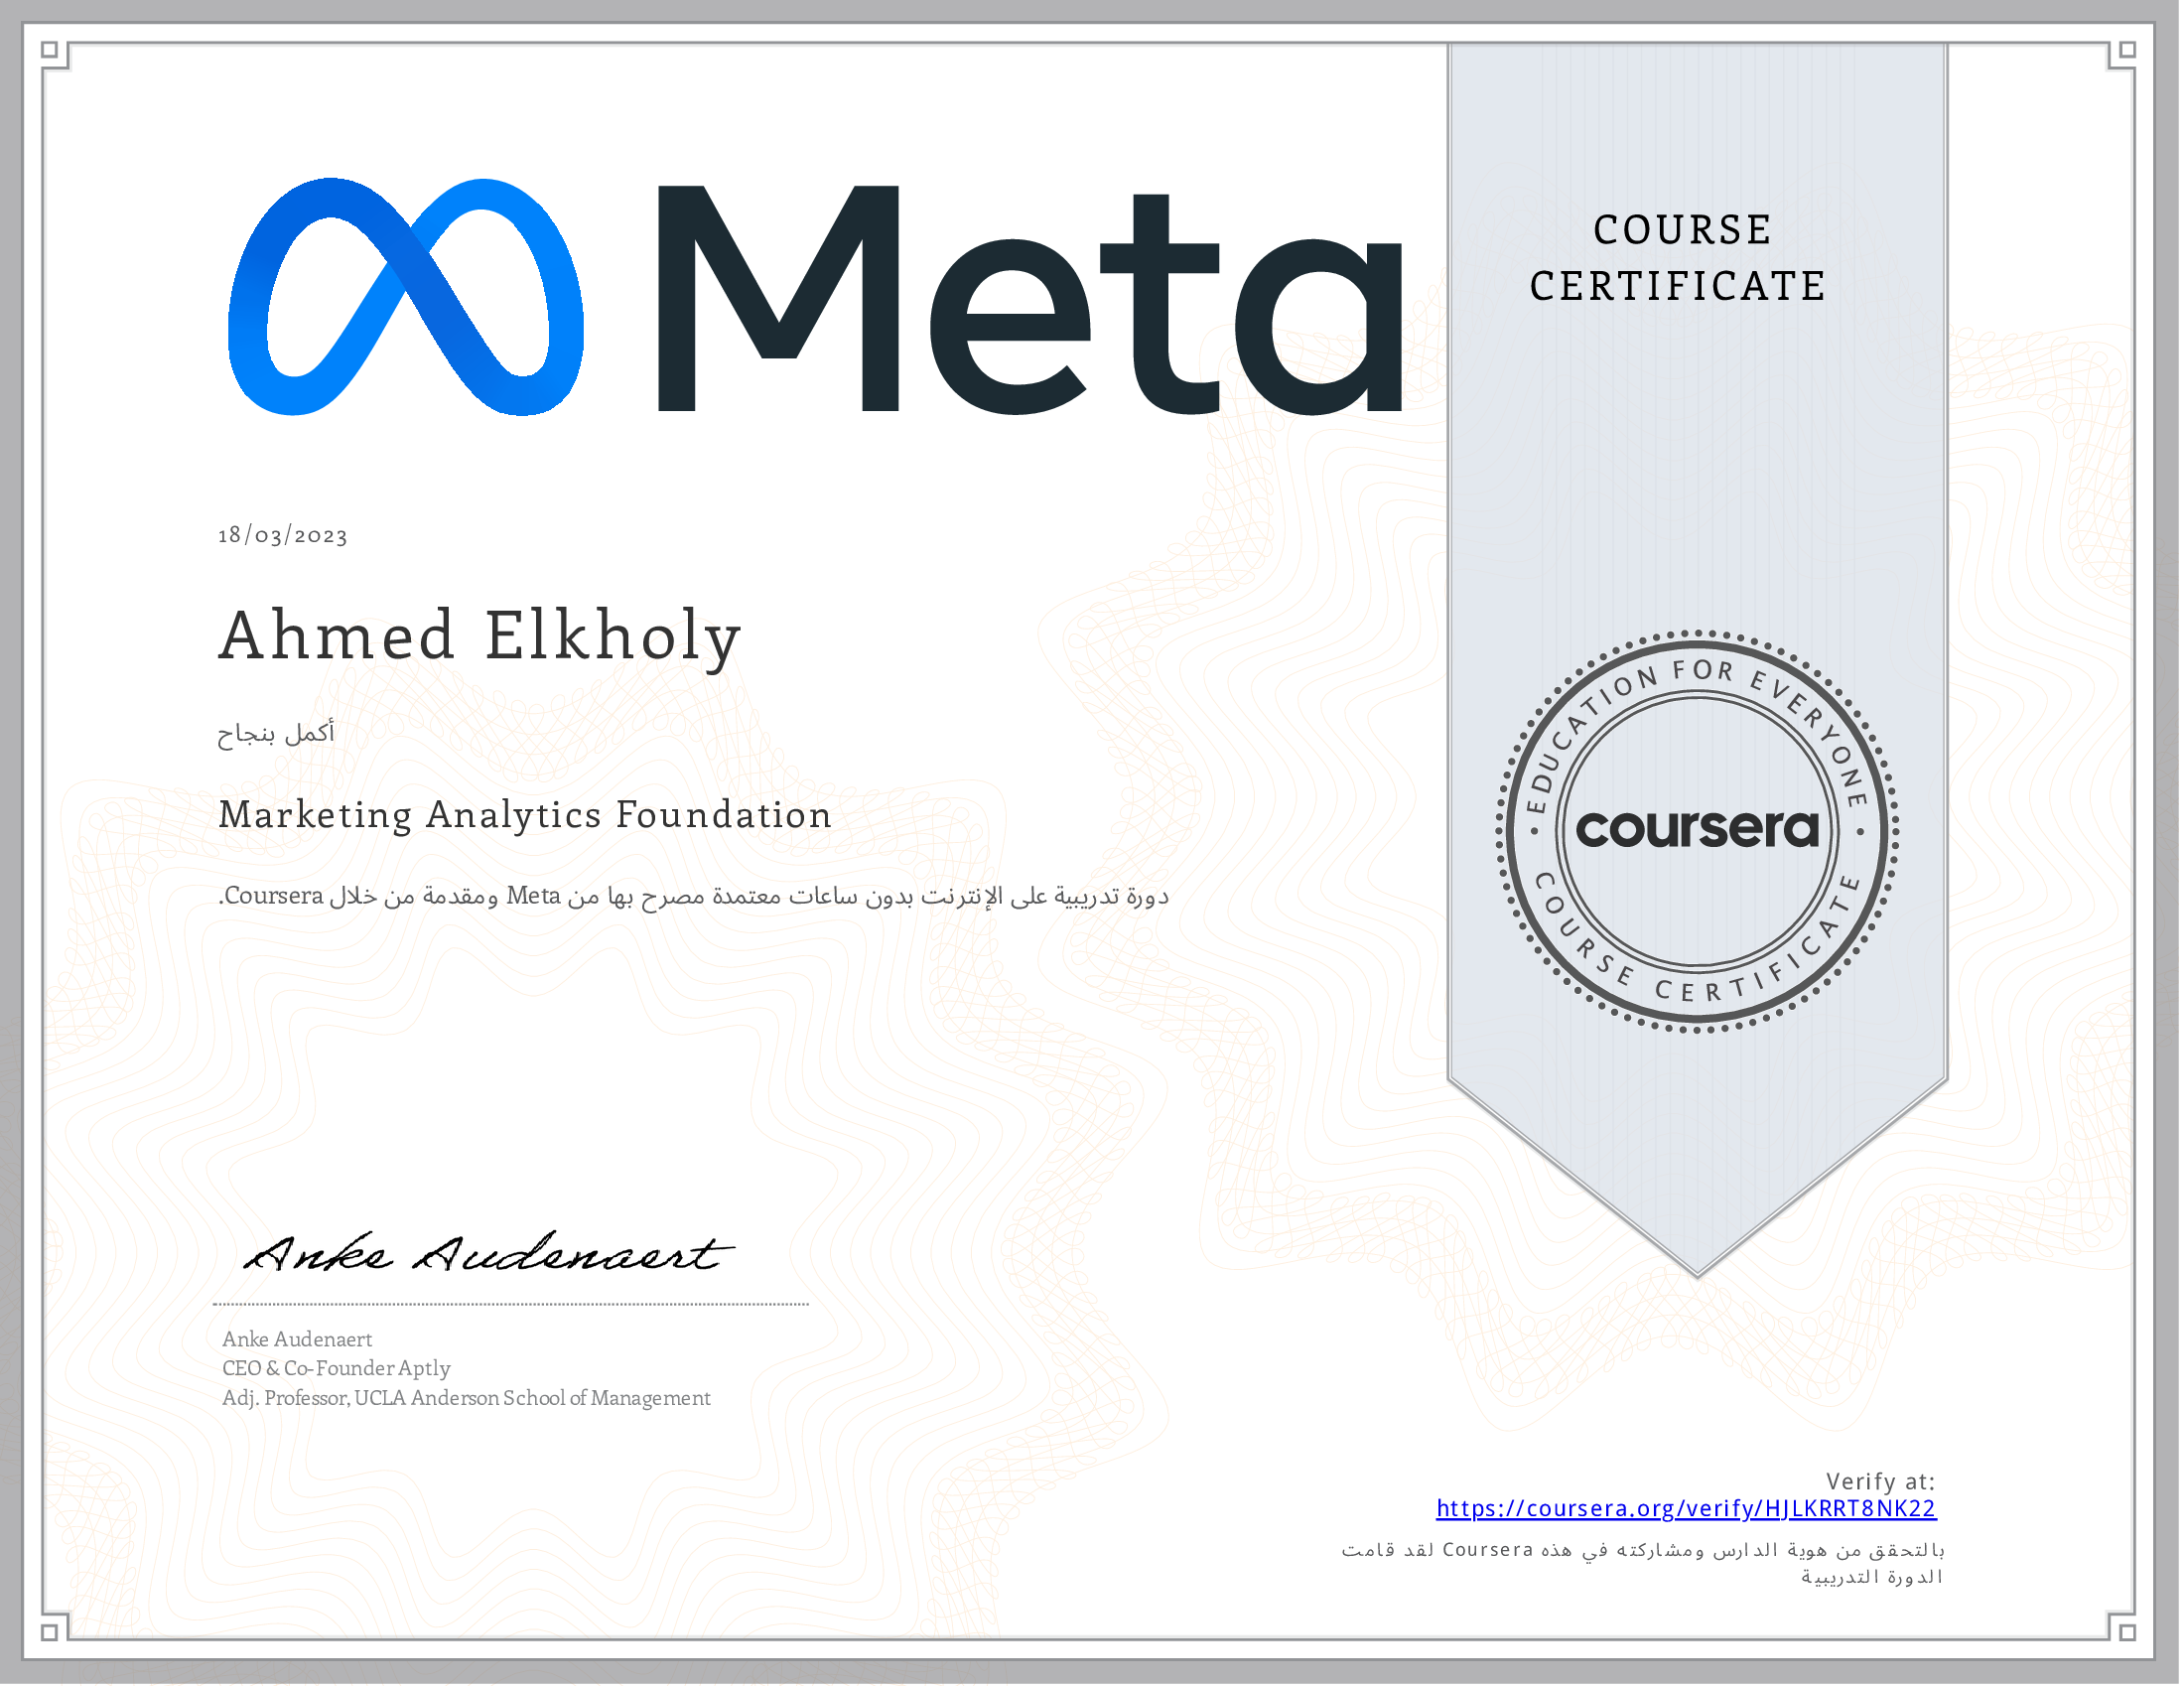 Meta
COURSE
CERTIFICATE
18/03/2023
Ahmed Elkholy
أكمل بنجاح
Marketing Analytics Foundation
دورة تدريبية على الإنترنت بدون ساعات معتمدة مصرح بها من Meta ومقدمة من خلال Coursera.
EDUCATION FOR EVERYONE
coursera
COURSE CERTIFICATE
Anke Audenaert
Anke Audenaert
CEO & Co-Founder Aptly
Adj. Professor, UCLA Anderson School of Management
Verify at:
https://coursera.org/verify/HJLKRRT8NK22
لقد قامت Coursera بالتحقق من هوية الدارس ومشاركته في هذه
الدورة التدريبية